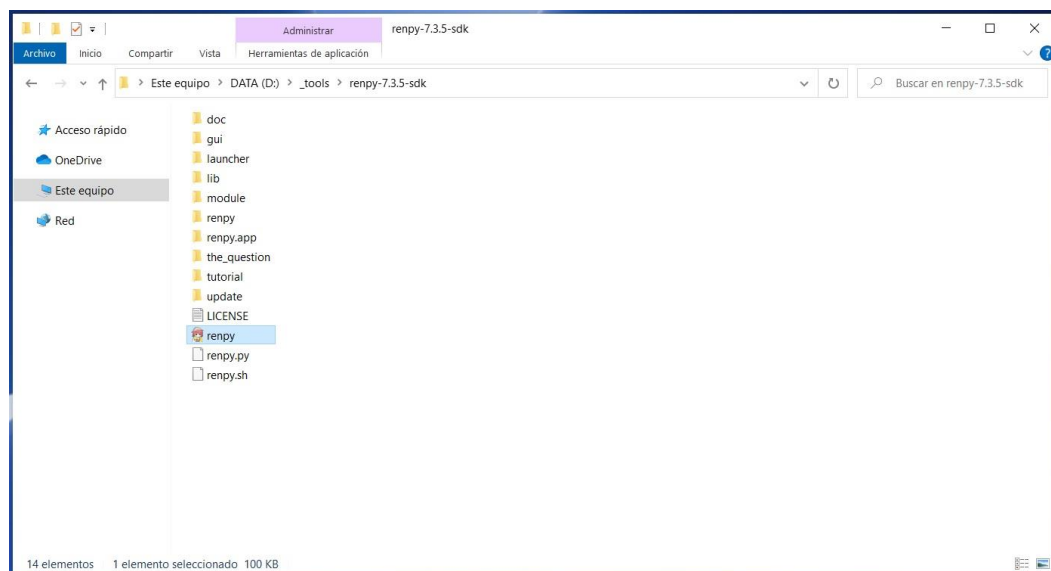 Administrar
renpy-7.3.5-sdk
Archivo Inicio Compartir Vista Herramientas de aplicación
Este equipo > DATA (D:) > _tools > renpy-7.3.5-sdk
Buscar en renpy-7.3.5-sdk
Acceso rápido
OneDrive
Este equipo
Red
doc
gui
launcher
lib
module
renpy
renpy.app
the_question
tutorial
update
LICENSE
renpy
renpy.py
renpy.sh
14 elementos 1 elemento seleccionado 100 KB